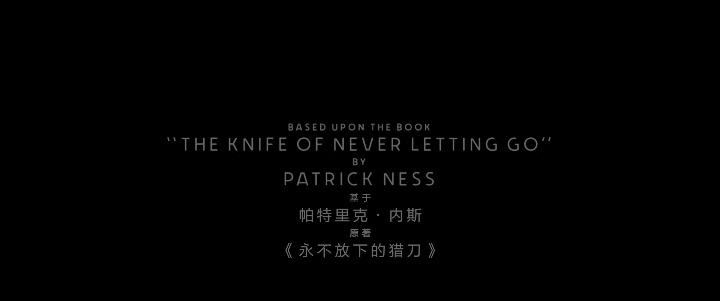 BASED UPON THE BOOK
“THE KNIFE OF NEVER LETTING GO”
BY
PATRICK NESS
基于
帕特里克·内斯
原著
《永不放下的猎刀》